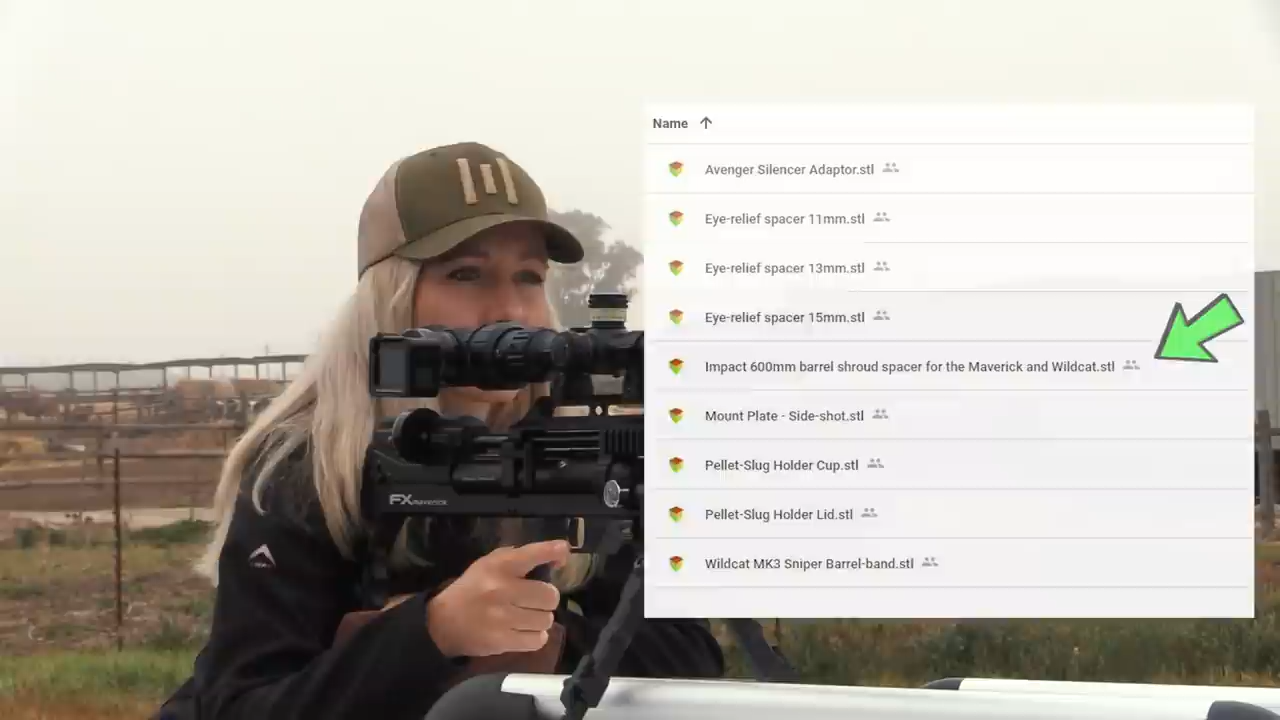 Name
Avenger Silencer Adaptor.stl
Eye-relief spacer 11mm.stl
Eye-relief spacer 13mm.stl
Eye-relief spacer 15mm.stl
Impact 600mm barrel shroud spacer for the Maverick and Wildcat.stl
Mount Plate - Side-shot.stl
Pellet-Slug Holder Cup.stl
Pellet-Slug Holder Lid.stl
Wildcat MK3 Sniper Barrel-band.stl
FX MAVERICK